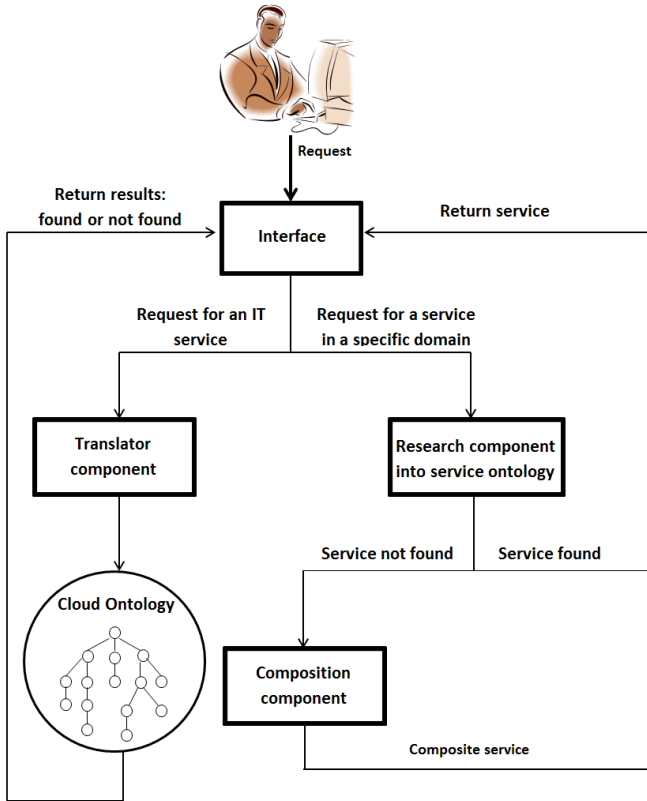 Request
Return results:
found or not found
Return service
Interface
Request for an IT
service
Request for a service
in a specific domain
Translator
component
Research component
into service ontology
Service not found
Service found
Cloud Ontology
Composition
component
Composite service